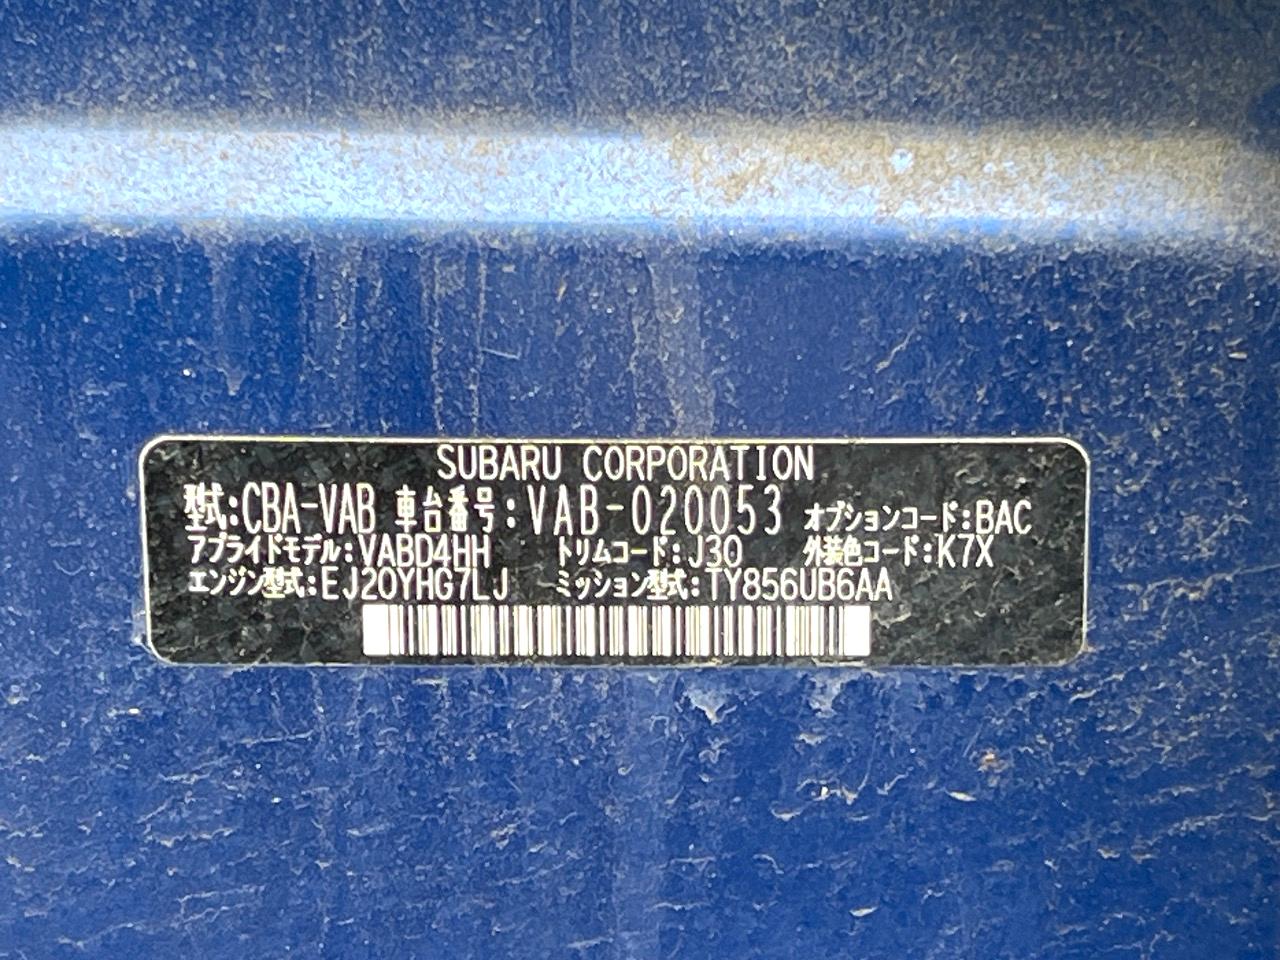 SUBARU CORPORATION
型式:CBA-VAB 車台番号:VAB-020053 オプションコード:BAC
アプライドモデル:VABD4HH トリムコード:J30 外装色コード:K7X
エンジン型式:EJ20YHG7LJ ミッション型式:TY856UB6AA